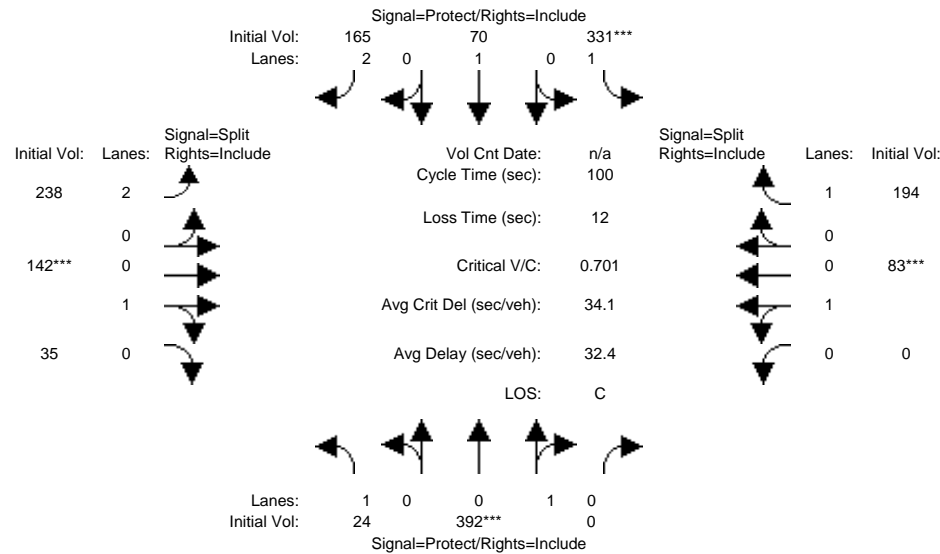 Signal=Protect/Rights=Include
Initial Vol: 165 70 331***
Lanes: 2 0 1 0 1
Signal=Split
Rights=Include
Initial Vol: Lanes:
Vol Cnt Date: n/a
Signal=Split
Rights=Include
Lanes: Initial Vol:
Cycle Time (sec): 100
238 2
1 194
Loss Time (sec): 12
0
0
142*** 0
Critical V/C: 0.701
0 83***
1
Avg Crit Del (sec/veh): 34.1
1
35 0
Avg Delay (sec/veh): 32.4
0 0
LOS: C
Lanes: 1 0 0 1 0
Initial Vol: 24 392*** 0
Signal=Protect/Rights=Include